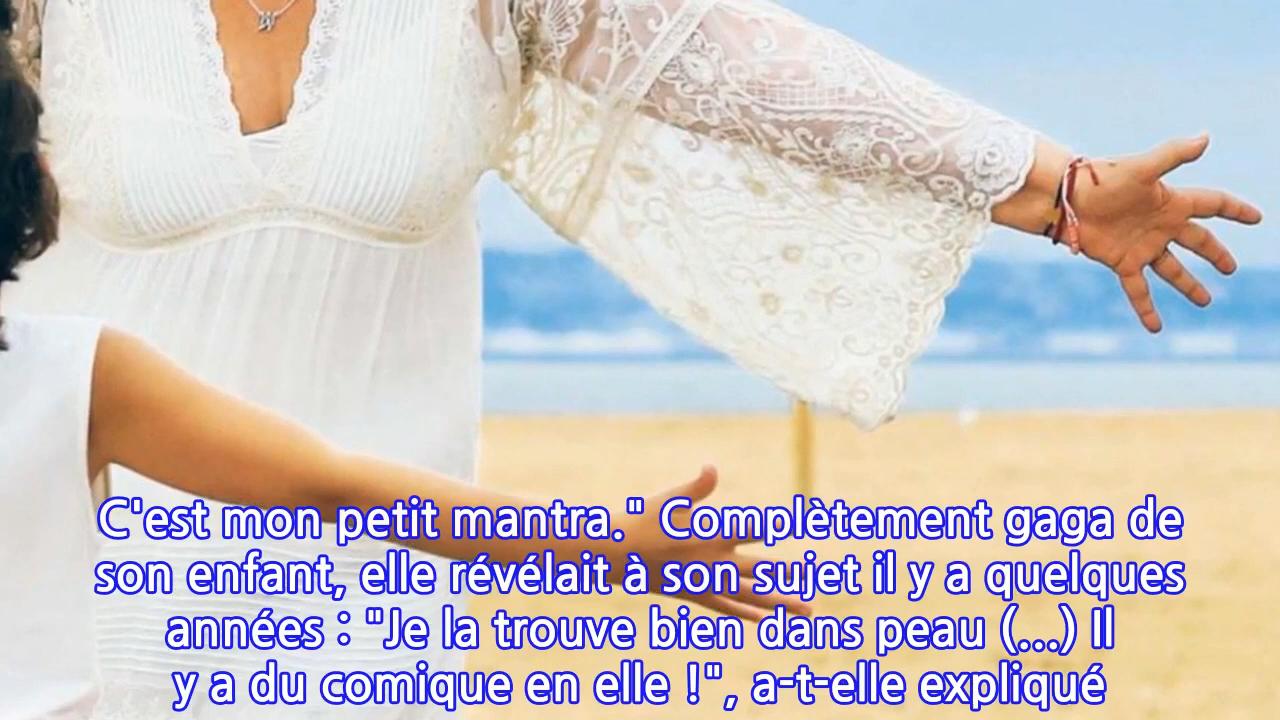 C'est mon petit mantra." Complètement gaga de
son enfant, elle révélait à son sujet il y a quelques
années : "Je la trouve bien dans peau (...) Il
y a du comique en elle !", a-t-elle expliqué